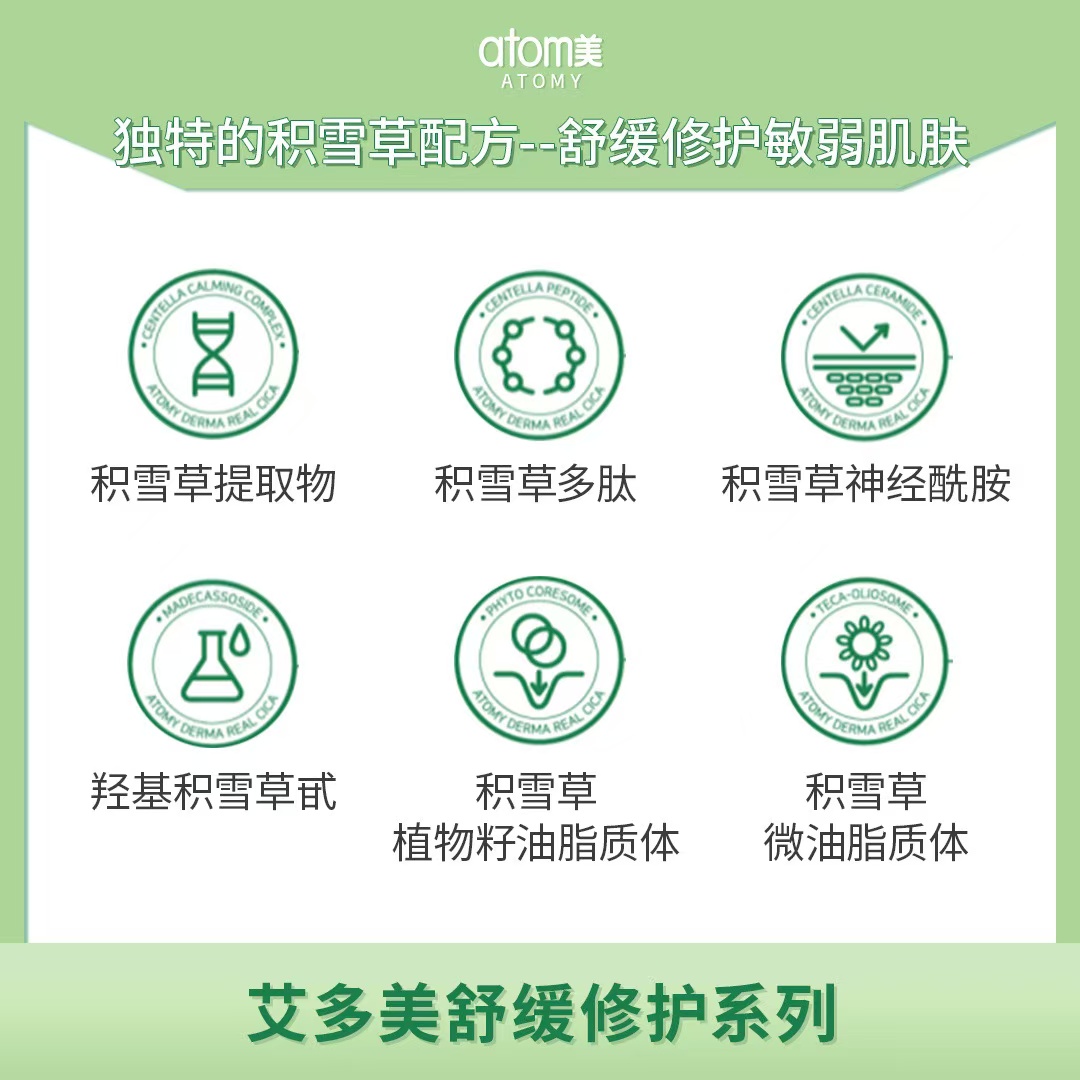 atom美
ATOMY
独特的积雪草配方--舒缓修护敏弱肌肤
CENTELLA CALMING COMPLEX
ATOMY DERMA REAL CICA
积雪草提取物
CENTELLA PEPTIDE
ATOMY DERMA REAL CICA
积雪草多肽
CENTELLA CERAMIDE
ATOMY DERMA REAL CICA
积雪草神经酰胺
MADECASSOSIDE
ATOMY DERMA REAL CICA
羟基积雪草甙
PHYTO CORESOME
ATOMY DERMA REAL CICA
积雪草
植物籽油脂质体
TECA-OLIOSOME
ATOMY DERMA REAL CICA
积雪草
微油脂质体
艾多美舒缓修护系列